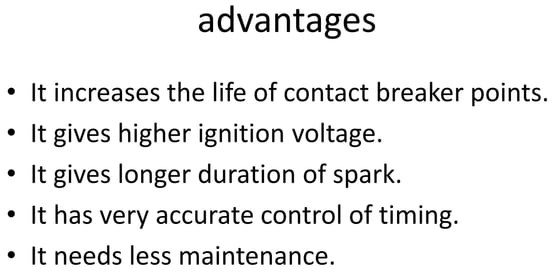 advantages
• It increases the life of contact breaker points.
• It gives higher ignition voltage.
• It gives longer duration of spark.
• It has very accurate control of timing.
• It needs less maintenance.